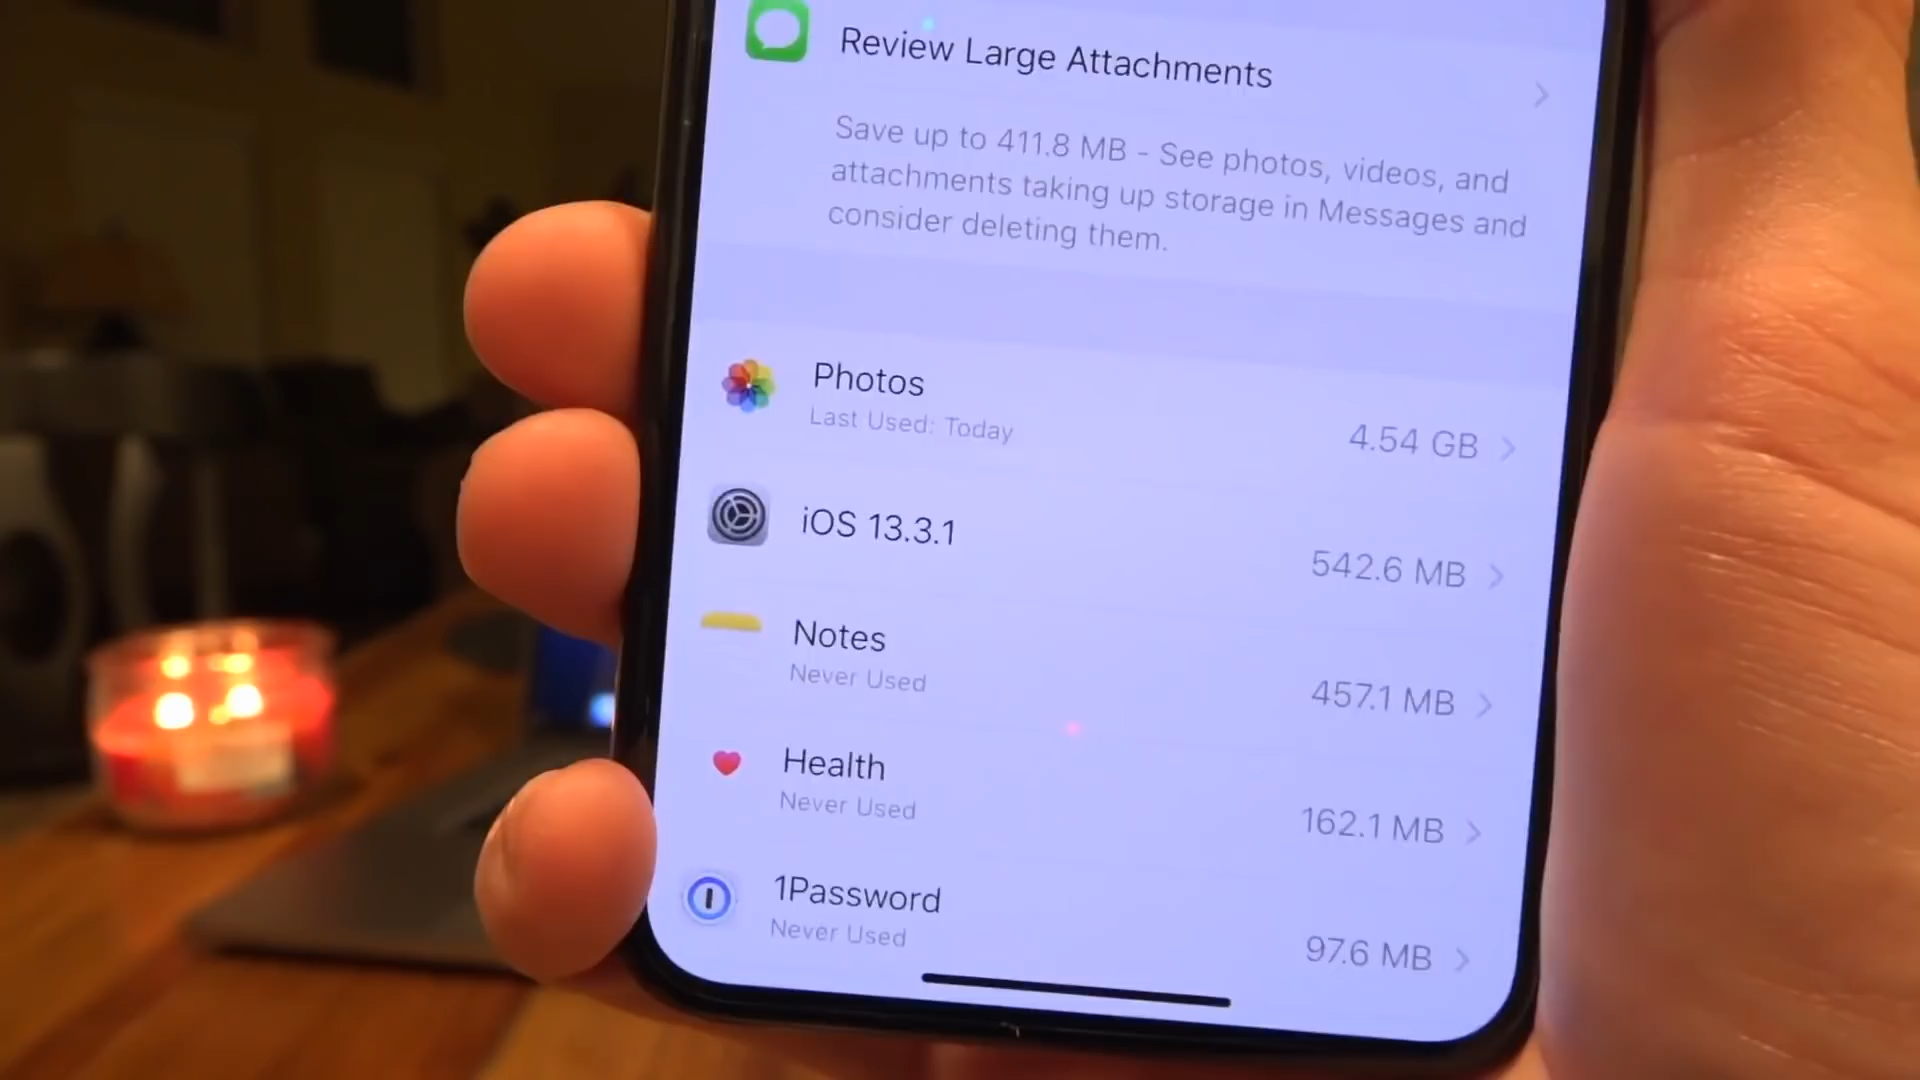 Review Large Attachments
Save up to 411.8 MB - See photos, videos, and
attachments taking up storage in Messages and
consider deleting them.
Photos
Last Used: Today
4.54 GB
iOS 13.3.1
542.6 MB
Notes
Never Used
457.1 MB
Health
Never Used
162.1 MB
1Password
Never Used
97.6 MB